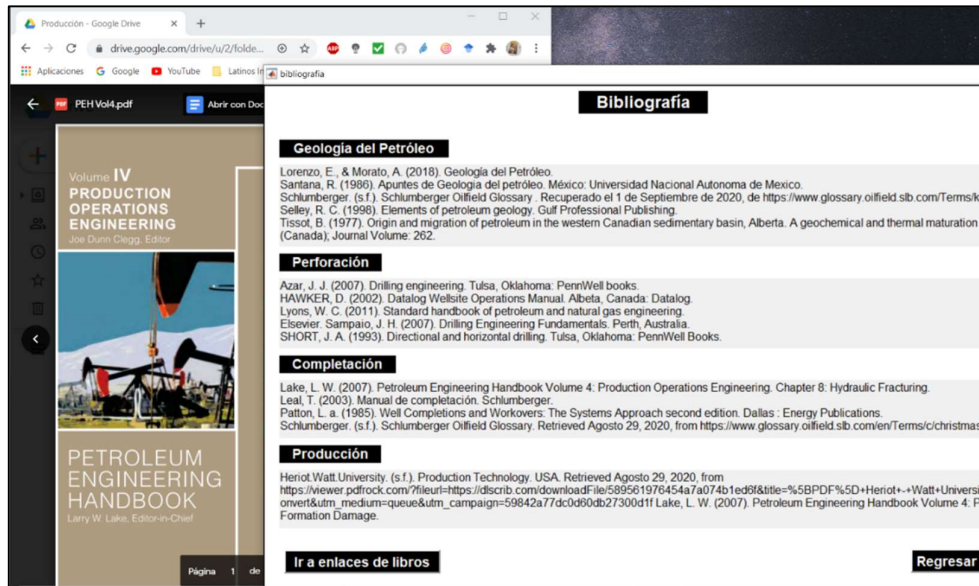 Producción - Google Drive
drive.google.com/drive/u/2/folde...
Aplicaciones Google YouTube Latinos In
PEH Vol4.pdf Abrir con Doc
Volume IV
PRODUCTION
OPERATIONS
ENGINEERING
Joe Dunn Clegg, Editor
PETROLEUM
ENGINEERING
HANDBOOK
Larry W. Lake, Editor-in-Chief
Página 1 de
bibliografia
Bibliografía
Geologia del Petróleo
Lorenzo, E., & Morato, A. (2018). Geología del Petróleo.
Santana, R. (1986). Apuntes de Geologia del petróleo. México: Universidad Nacional Autonoma de Mexico.
Schlumberger. (s.f.). Schlumberger Oilfield Glossary . Recuperado el 1 de Septiembre de 2020, de https://www.glossary.oilfield.slb.com/Terms/k
Selley, R. C. (1998). Elements of petroleum geology. Gulf Professional Publishing.
Tissot, B. (1977). Origin and migration of petroleum in the western Canadian sedimentary basin, Alberta. A geochemical and thermal maturation
(Canada); Journal Volume: 262.
Perforación
Azar, J. J. (2007). Drilling engineering. Tulsa, Oklahoma: PennWell books.
HAWKER, D. (2002). Datalog Wellsite Operations Manual. Albeta, Canada: Datalog.
Lyons, W. C. (2011). Standard handbook of petroleum and natural gas engineering.
Elsevier. Sampaio, J. H. (2007). Drilling Engineering Fundamentals. Perth, Australia.
SHORT, J. A. (1993). Directional and horizontal drilling. Tulsa, Oklahoma: PennWell Books.
Completación
Lake, L. W. (2007). Petroleum Engineering Handbook Volume 4: Production Operations Engineering. Chapter 8: Hydraulic Fracturing.
Leal, T. (2003). Manual de completación. Schlumberger.
Patton, L. a. (1985). Well Completions and Workovers: The Systems Approach second edition. Dallas : Energy Publications.
Schlumberger. (s.f.). Schlumberger Oilfield Glossary. Retrieved Agosto 29, 2020, from https://www.glossary.oilfield.slb.com/en/Terms/c/christmas
Producción
Heriot.Watt.University. (s.f.). Production Technology. USA. Retrieved Agosto 29, 2020, from
https://viewer.pdfrock.com/?fileurl=https://dlscrib.com/downloadFile/589561976454a7a074b1ed6f&title=%5BPDF%5D+Heriot+-+Watt+Universi
onvert&utm_medium=queue&utm_campaign=59842a77dc0d60db27300d1f Lake, L. W. (2007). Petroleum Engineering Handbook Volume 4: P
Formation Damage.
Ir a enlaces de libros
Regresar